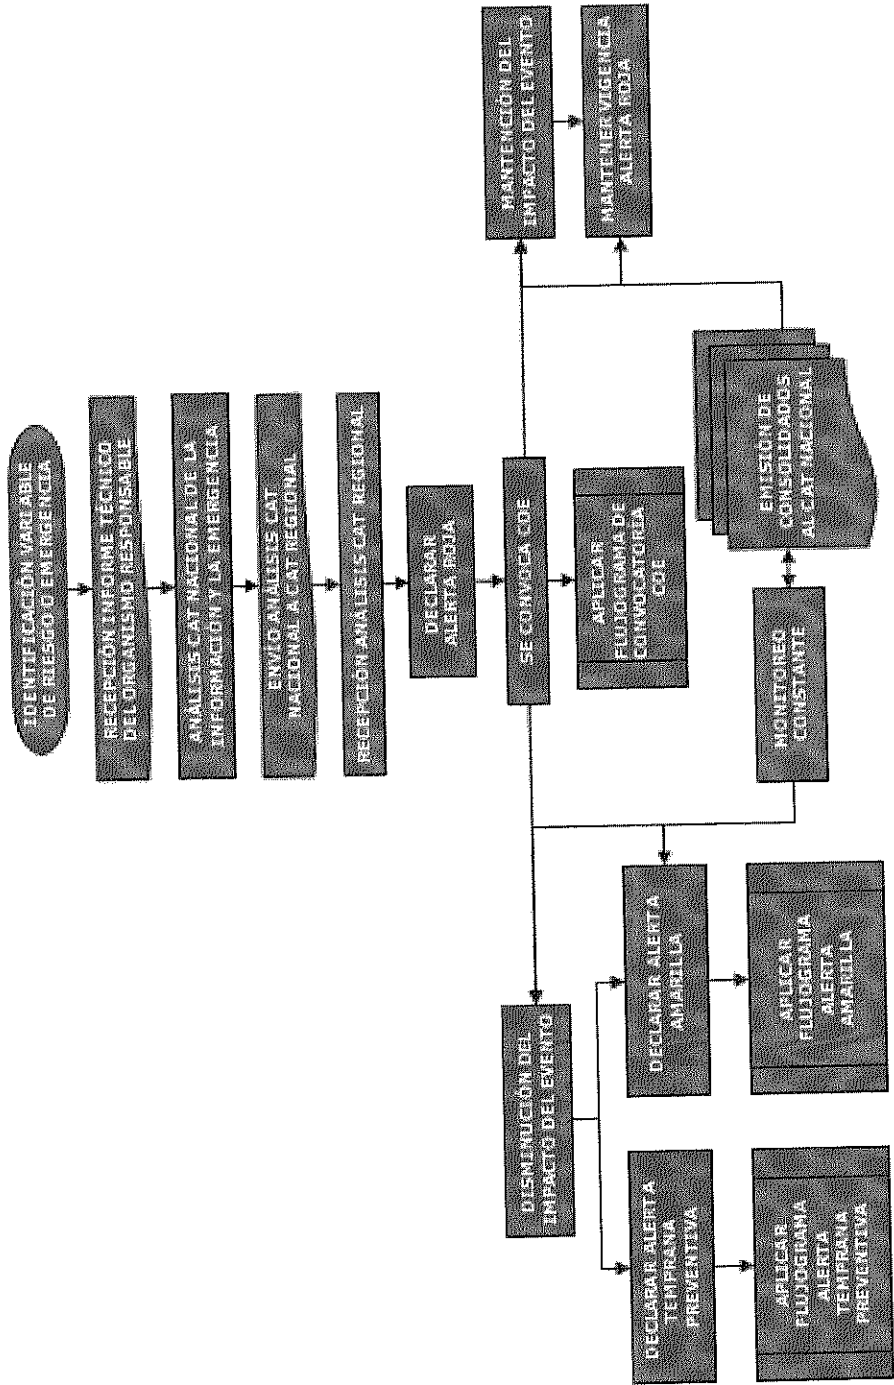 IDENTIFICACIÓN VARIABLE
DE RIESGO O EMERGENCIA
RECEPCIÓN INFORME TÉCNICO
DEL ORGANISMO RESPONSABLE
ANÁLISIS CAT NACIONAL DE LA
INFORMACIÓN Y LA EMERGENCIA
ENVÍO ANÁLISIS CAT
NACIONAL A CAT REGIONAL
RECEPCIÓN ANÁLISIS CAT REGIONAL
DECLARAR
ALERTA ROJA
SE CONVOCA COE
APLICAR
FLUJOGRAMA DE
CONVOCATORIA
COE
DISMINUCIÓN DEL
IMPACTO DEL EVENTO
MANTENCIÓN DEL
IMPACTO DEL EVENTO
MANTENER VIGENCIA
ALERTA ROJA
DECLARAR ALERTA
TEMPRANA
PREVENTIVA
DECLARAR ALERTA
AMARILLA
MONITOREO
CONSTANTE
EMISIÓN DE
CONSOLIDADOS
AL CAT NACIONAL
APLICAR
FLUJOGRAMA
ALERTA
TEMPRANA
PREVENTIVA
APLICAR
FLUJOGRAMA
ALERTA
AMARILLA